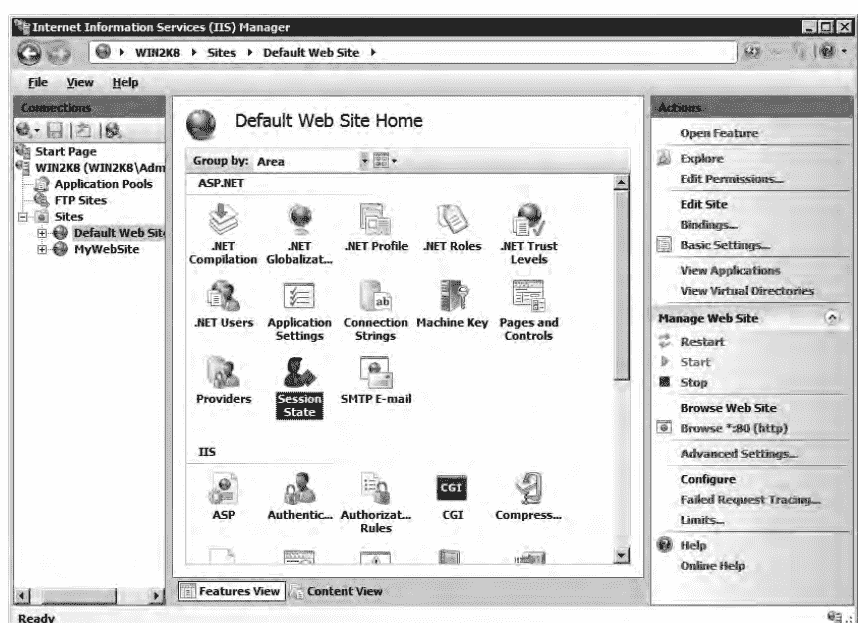 Internet Information Services (IIS) Manager
WIN2K8 Sites Default Web Site
File View Help
Connections
Start Page
WIN2K8 (WIN2K8\Adm
Application Pools
FTP Sites
Sites
Default Web Sit
MyWebSite
Default Web Site Home
Group by: Area
ASP.NET
.NET Compilation
.NET Globalizat...
.NET Profile
.NET Roles
.NET Trust Levels
.NET Users
Application Settings
Connection Strings
ab
Machine Key
Pages and Controls
Providers
Session State
SMTP E-mail
IIS
ASP
Authentic...
Authorizat... Rules
CGI
CGI
Compress...
Features View
Content View
Actions
Open Feature
Explore
Edit Permissions...
Edit Site
Bindings...
Basic Settings...
View Applications
View Virtual Directories
Manage Web Site
Restart
Start
Stop
Browse Web Site
Browse *:80 (http)
Advanced Settings...
Configure
Failed Request Tracing...
Limits...
Help
Online Help
Ready